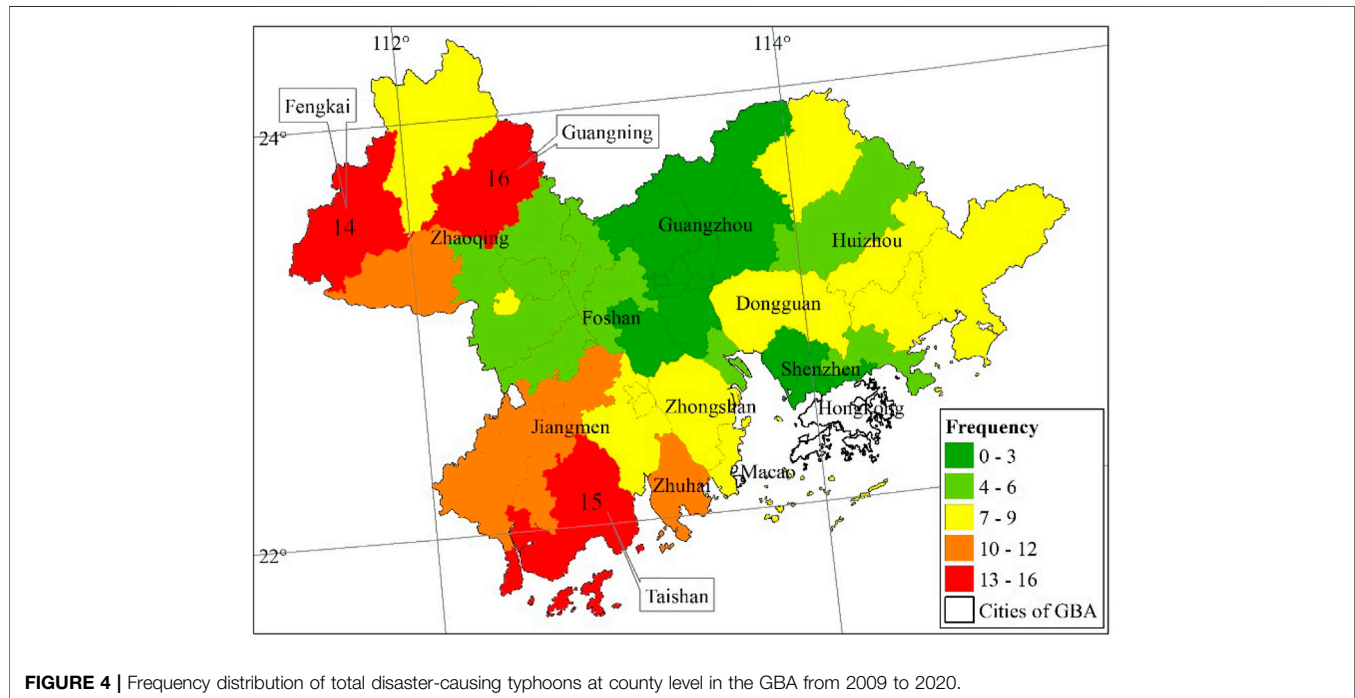 112°
114°
Fengkai
24°
Guangning
16
14
Zhaoqing
Guangzhou
Huizhou
Dongguan
Foshan
Shenzhen
Zhongshan
Hongkong
Jiangmen
Macao
Zhuhai
15
22°
Taishan
Frequency
0 - 3
4 - 6
7 - 9
10 - 12
13 - 16
Cities of GBA
FIGURE 4 | Frequency distribution of total disaster-causing typhoons at county level in the GBA from 2009 to 2020.